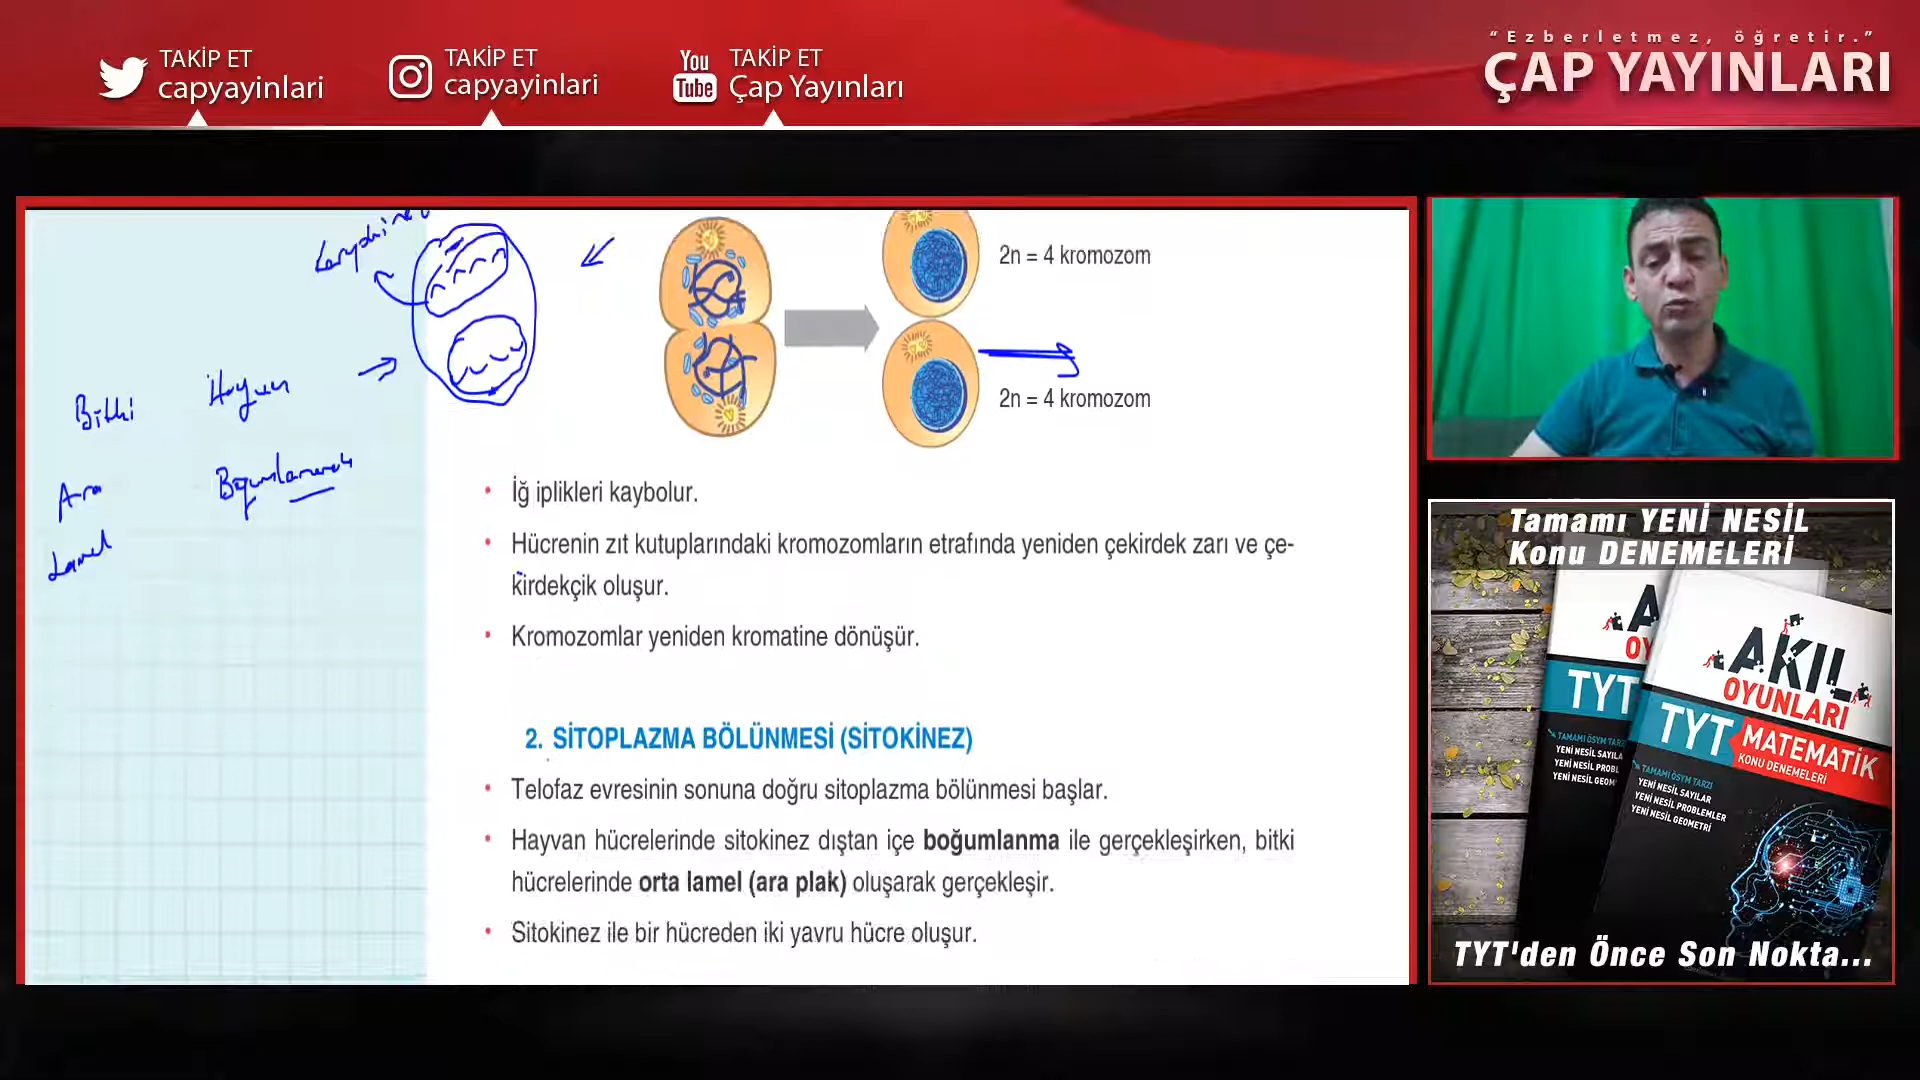 TAKİP ET
capyayinlari
TAKİP ET
capyayinlari
You
Tube
TAKİP ET
Çap Yayınları
“Ezberletmez, öğretir.”
ÇAP YAYINLARI
2n = 4 kromozom
2n = 4 kromozom
Bitki
Hayvan
Ara
Lamel
Boğumlanarak
• İğ iplikleri kaybolur.
• Hücrenin zıt kutuplarındaki kromozomların etrafında yeniden çekirdek zarı ve çe-
kirdekçik oluşur.
• Kromozomlar yeniden kromatine dönüşür.
2. SİTOPLAZMA BÖLÜNMESİ (SİTOKİNEZ)
• Telofaz evresinin sonuna doğru sitoplazma bölünmesi başlar.
• Hayvan hücrelerinde sitokinez dıştan içe boğumlanma ile gerçekleşirken, bitki
hücrelerinde orta lamel (ara plak) oluşarak gerçekleşir.
• Sitokinez ile bir hücreden iki yavru hücre oluşur.
Tamamı YENİ NESİL
Konu DENEMELERİ
AKIL
OYUNLARI
TYT
MATEMATİK
KONU DENEMELERİ
TAMAMI ÖSYM TARZI
YENİ NESİL SAYILAR
YENİ NESİL PROBLEMLER
YENİ NESİL GEOMETRİ
TYT
TYT'den Önce Son Nokta...